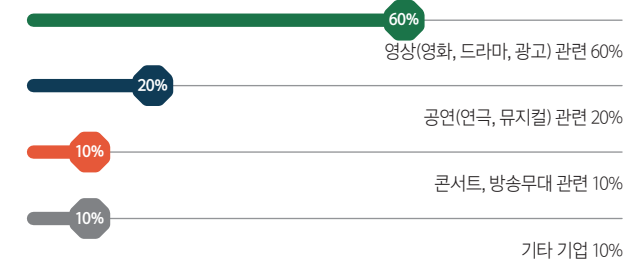 60%
영상(영화, 드라마, 광고) 관련 60%
20%
공연(연극, 뮤지컬) 관련 20%
10%
콘서트, 방송무대 관련 10%
10%
기타 기업 10%